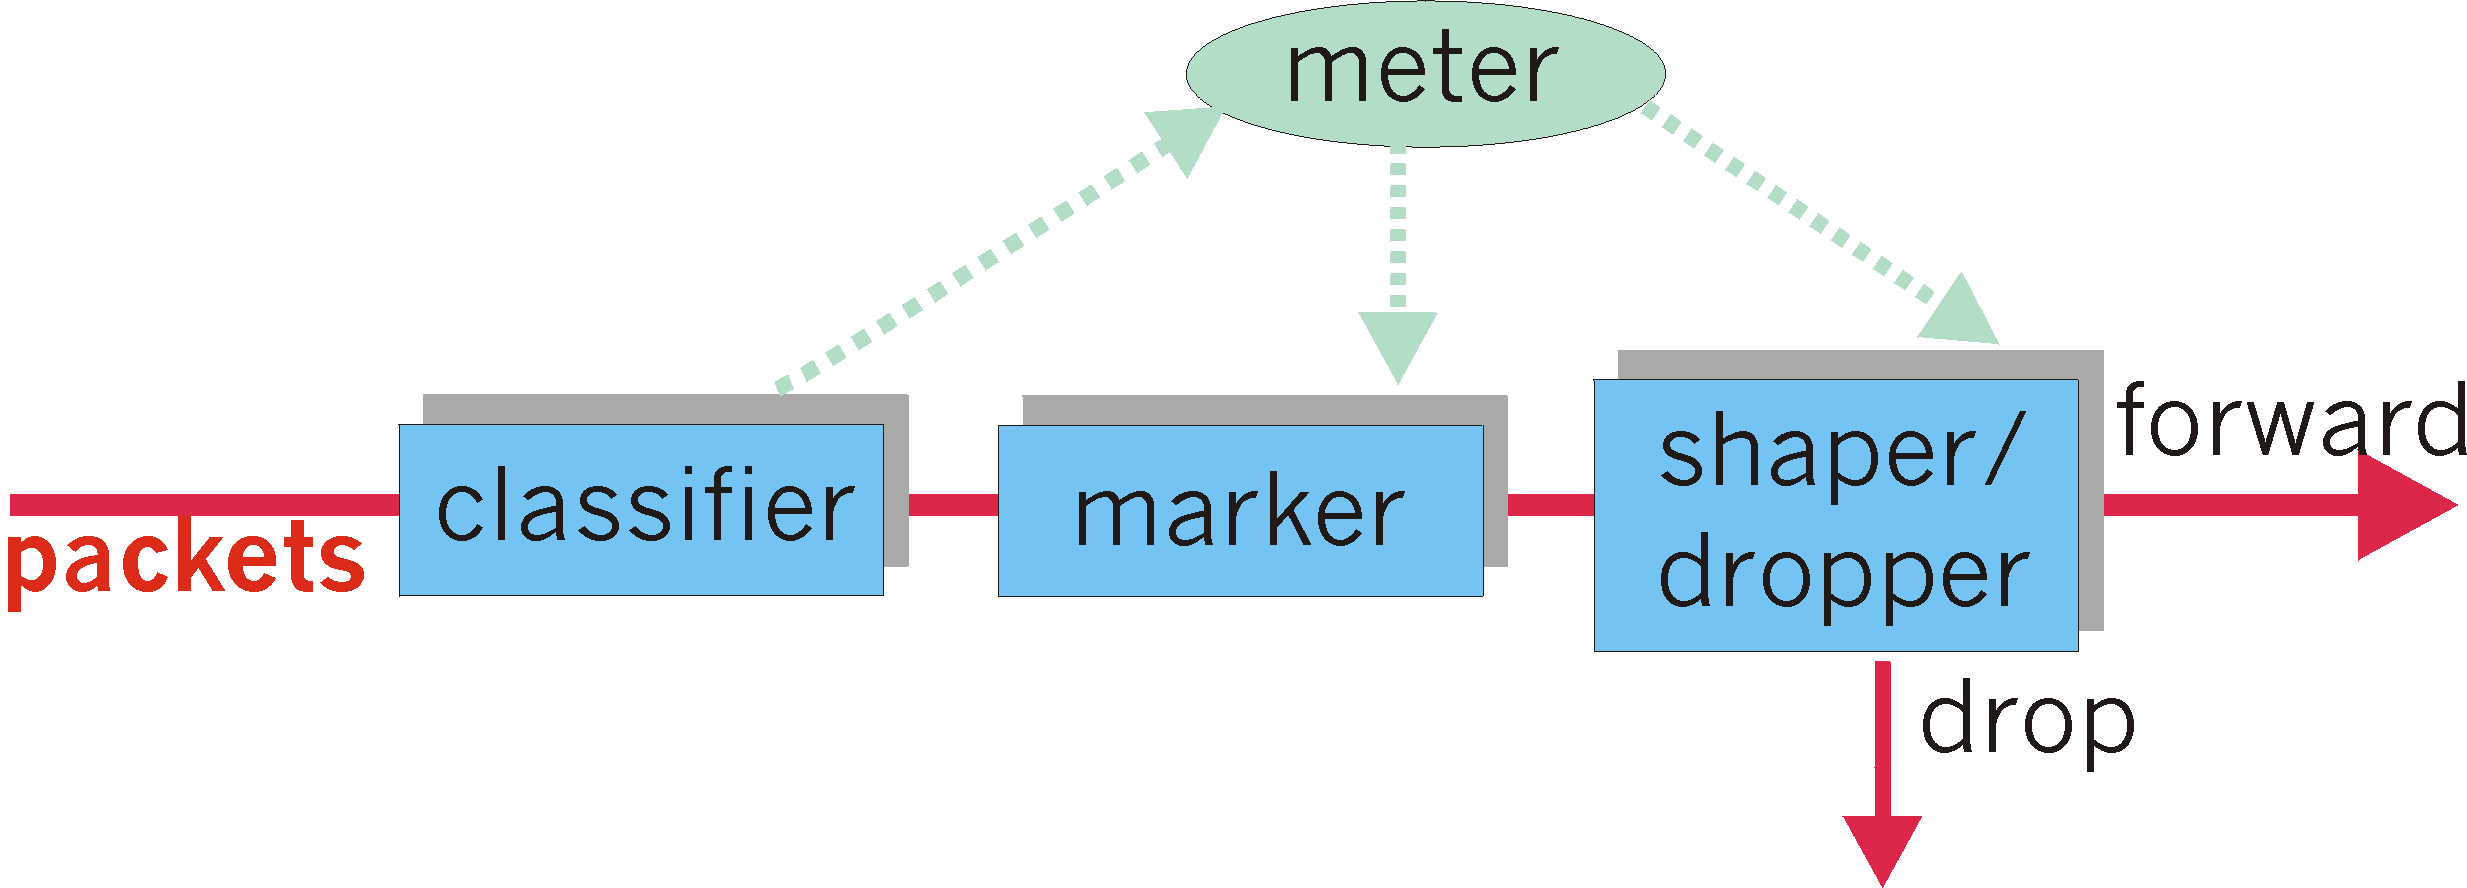 meter
packets
classifier
marker
shaper/
dropper
forward
drop